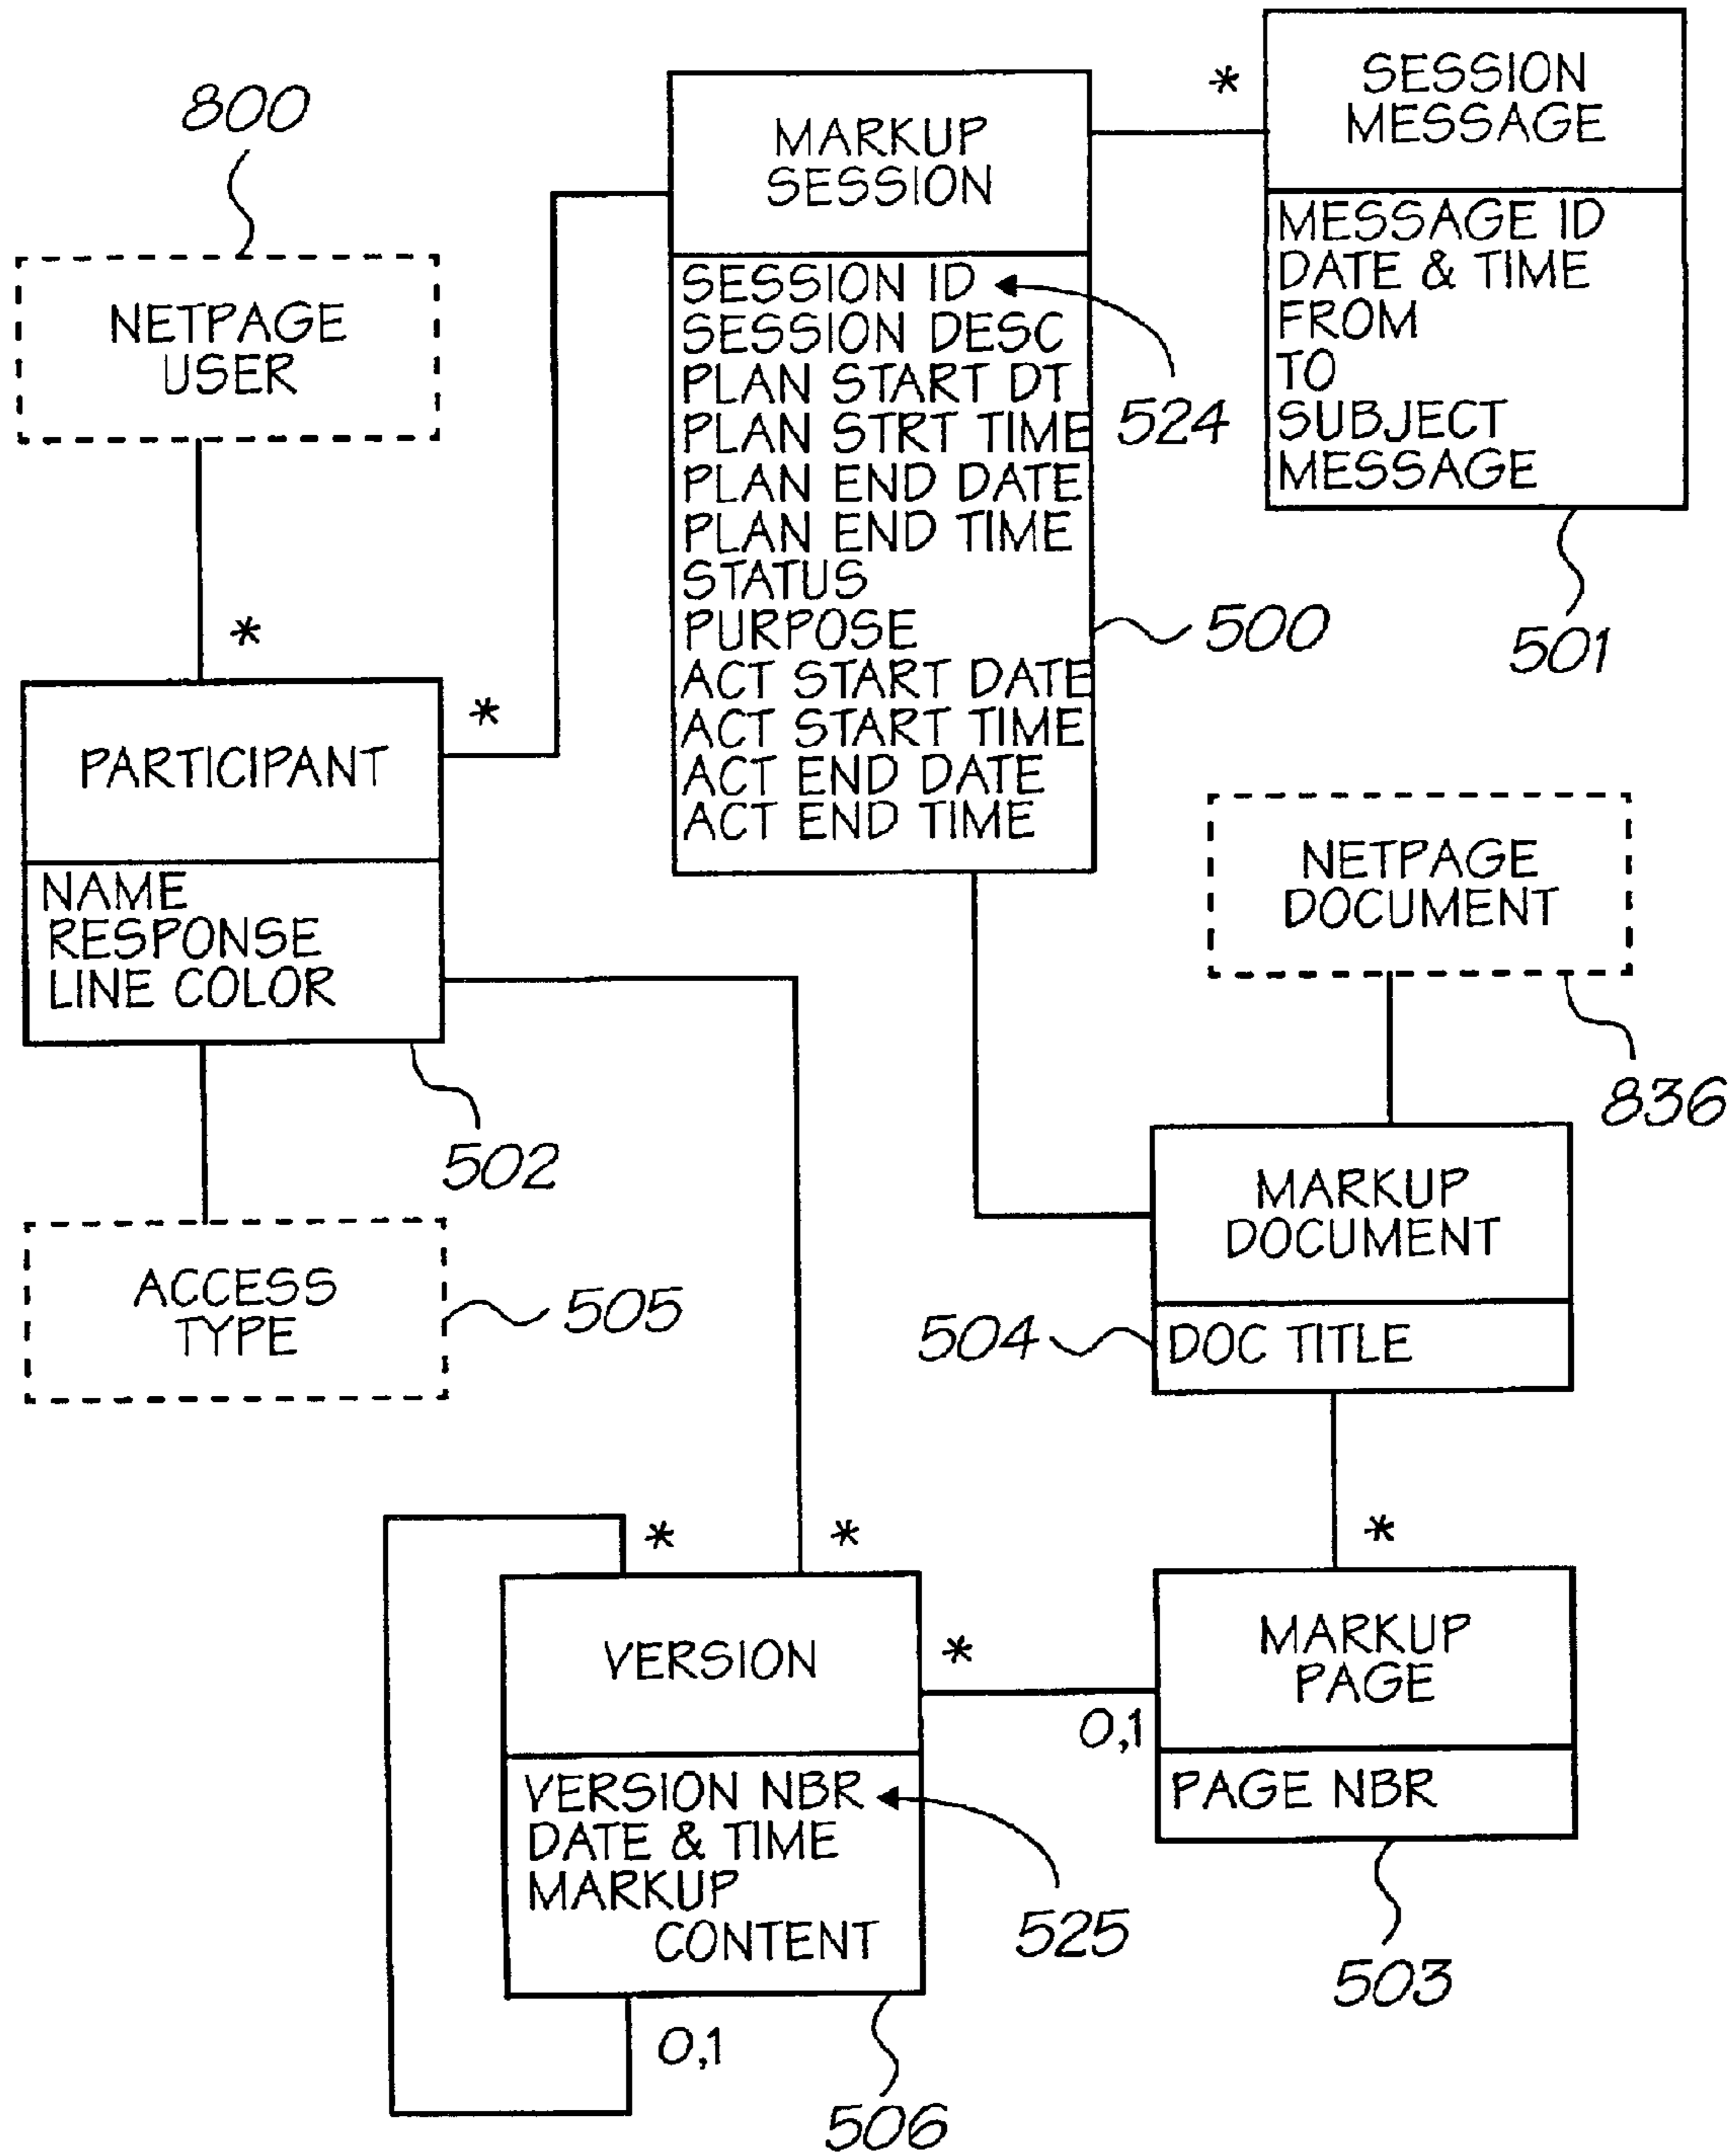 800
NETPAGE
USER
*
MARKUP
SESSION
SESSION ID
SESSION DESC
PLAN START DT
PLAN STRT TIME
PLAN END DATE
PLAN END TIME
STATUS
PURPOSE
ACT START DATE
ACT START TIME
ACT END DATE
ACT END TIME
524
500
*
SESSION
MESSAGE
MESSAGE ID
DATE & TIME
FROM
TO
SUBJECT
MESSAGE
501
*
PARTICIPANT
NAME
RESPONSE
LINE COLOR
502
ACCESS
TYPE
505
NETPAGE
DOCUMENT
836
MARKUP
DOCUMENT
504
DOC TITLE
*
*
*
VERSION
*
0,1
VERSION NBR
DATE & TIME
MARKUP
CONTENT
525
0,1
506
MARKUP
PAGE
PAGE NBR
503